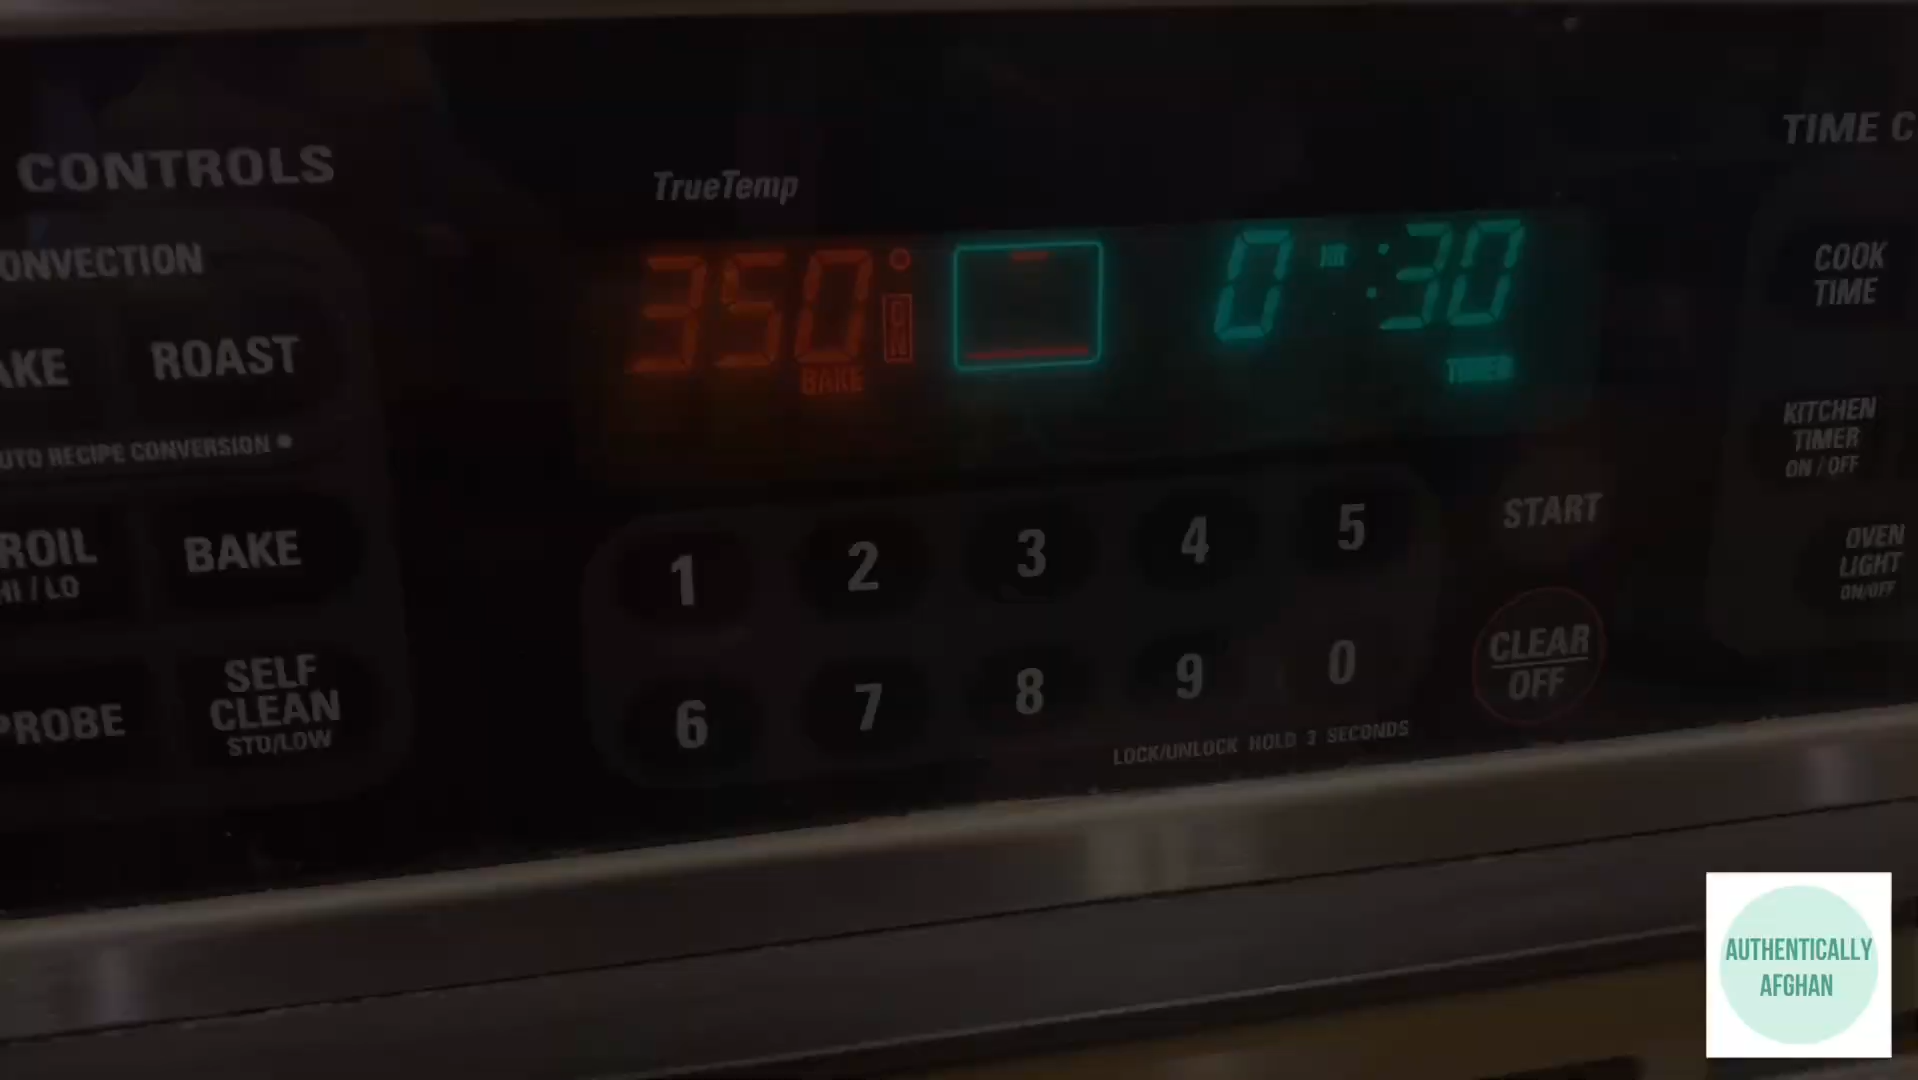 CONTROLS
TrueTemp
TIME C
ONVECTION
AKE
ROAST
UTO RECIPE CONVERSION
ROIL
HI / LO
BAKE
PROBE
SELF
CLEAN
STD/LOW
350°
ON
BAKE
0 HR :30
TIMER
1 2 3 4 5
6 7 8 9 0
LOCK/UNLOCK HOLD 3 SECONDS
START
CLEAR
OFF
COOK
TIME
KITCHEN
TIMER
ON / OFF
OVEN
LIGHT
ON/OFF
AUTHENTICALLY
AFGHAN